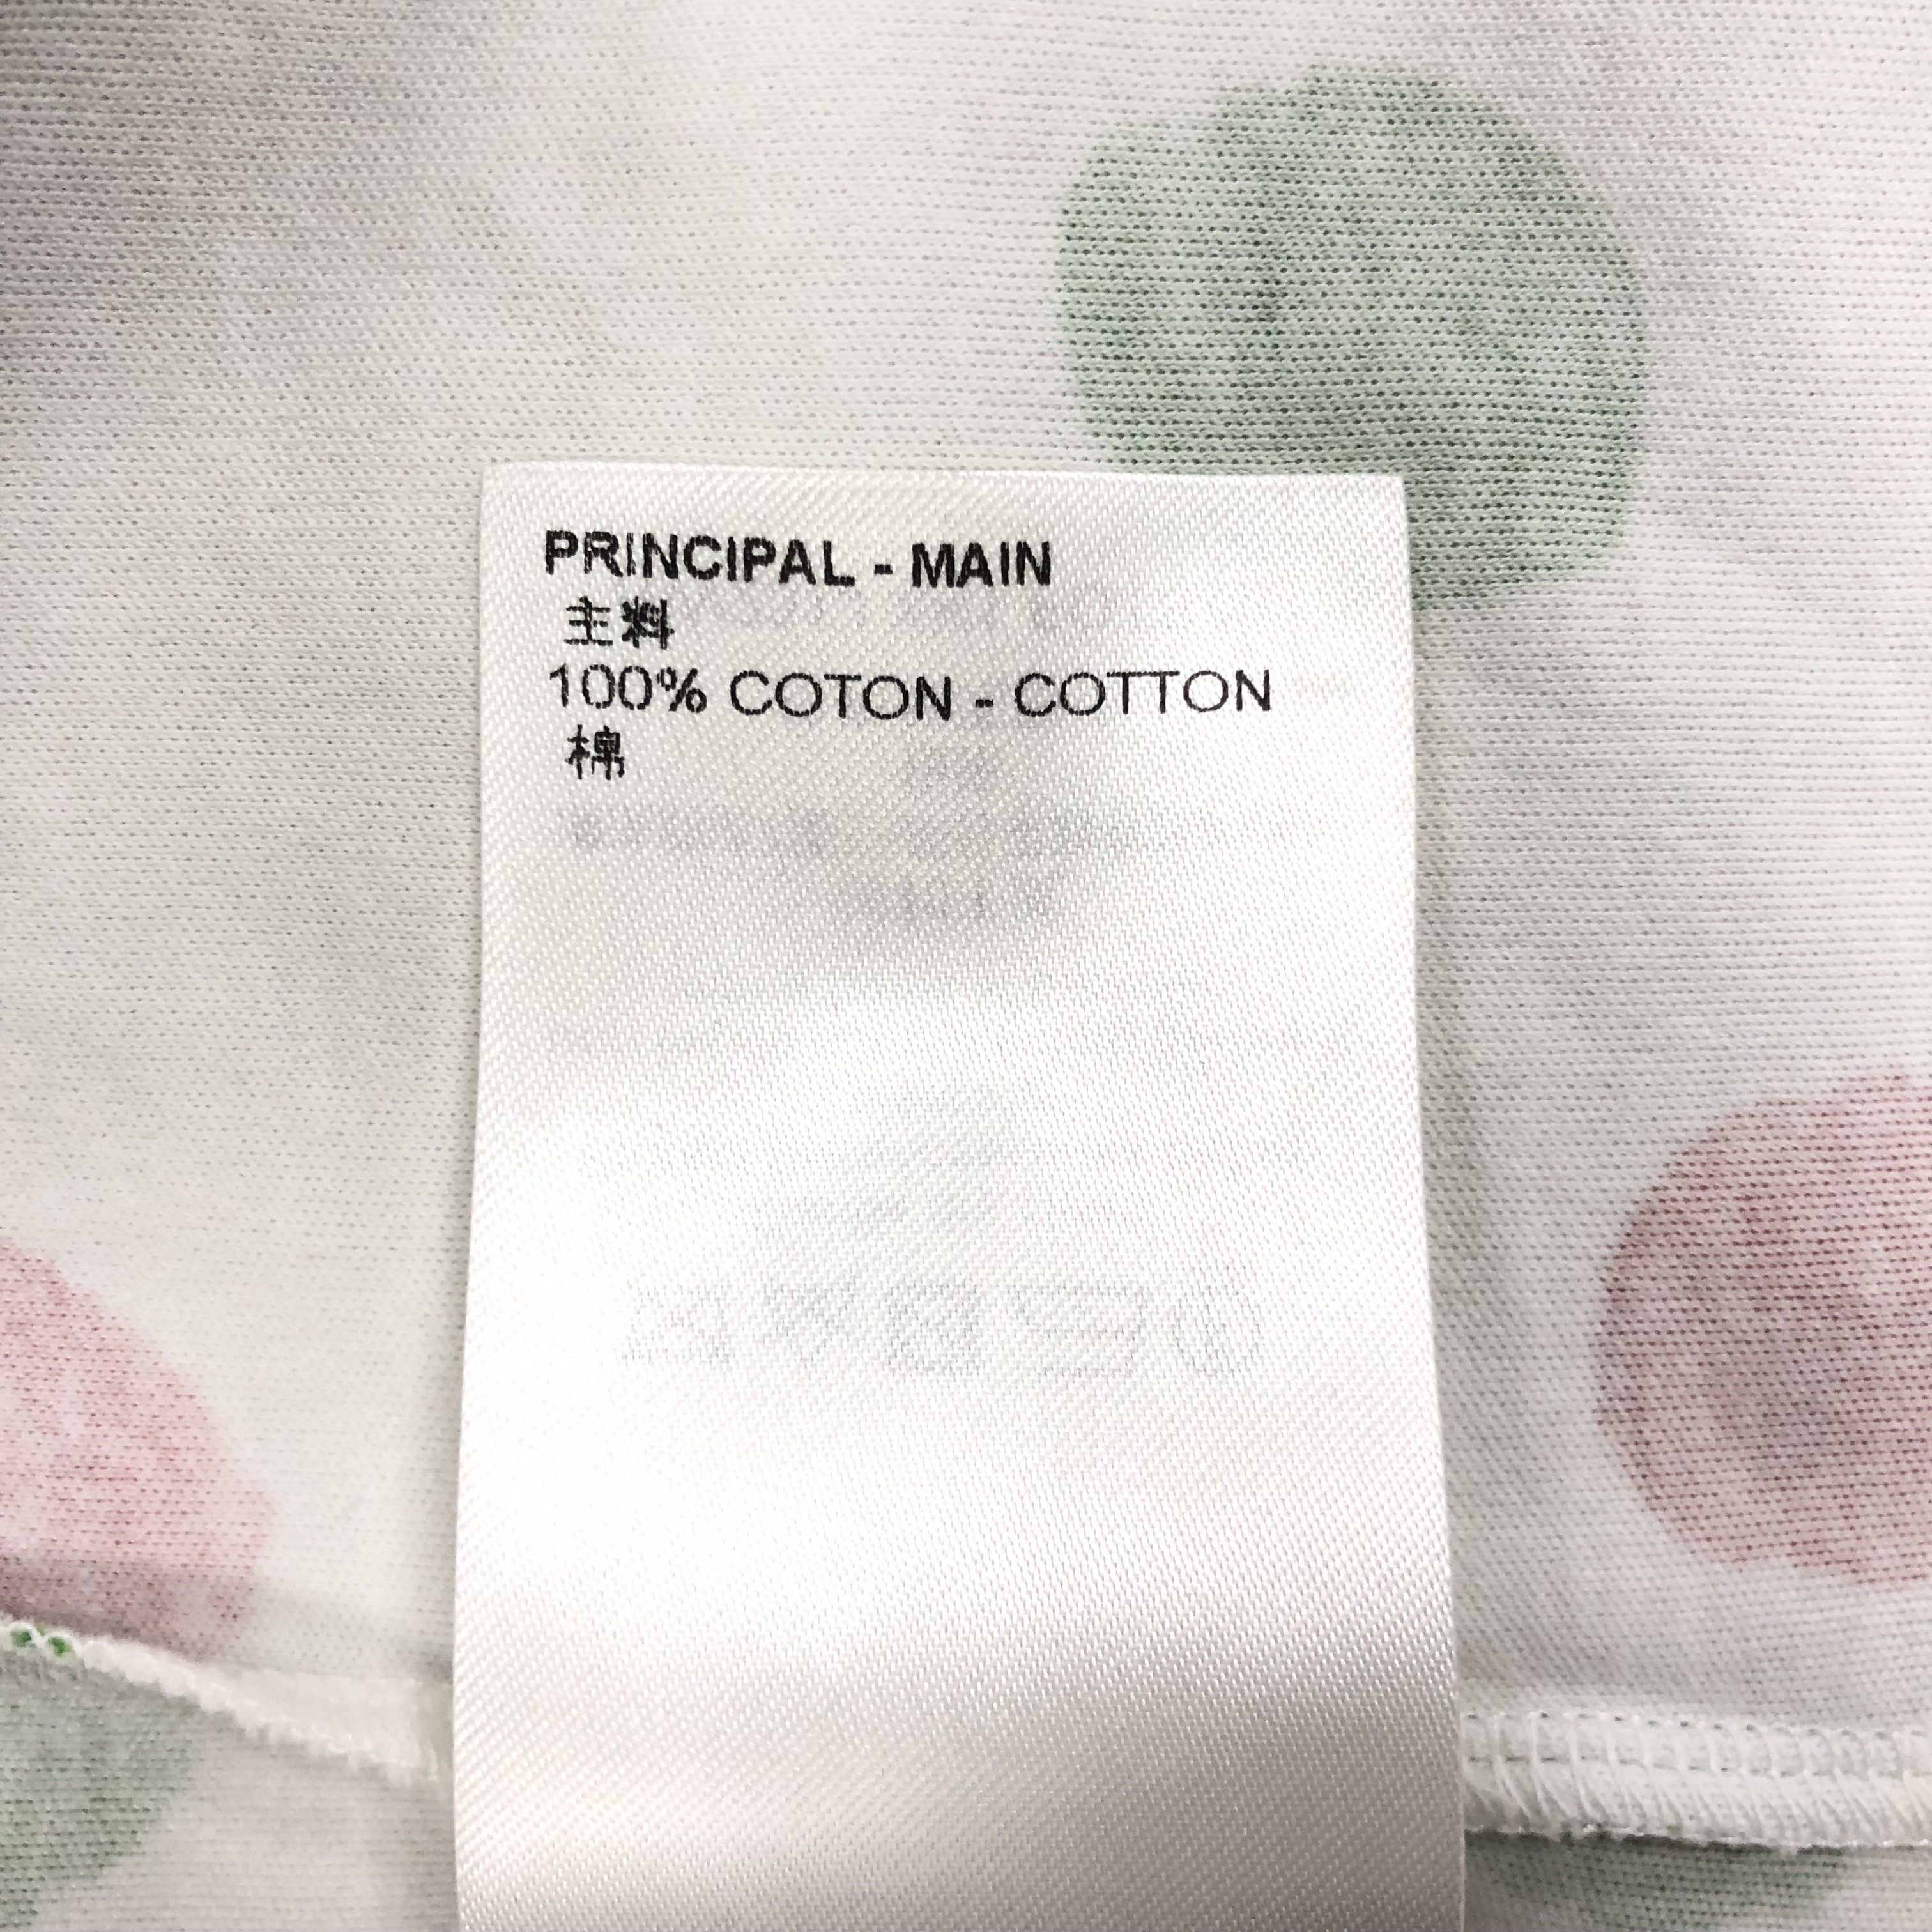 PRINCIPAL - MAIN
主料
100% COTON - COTTON
棉